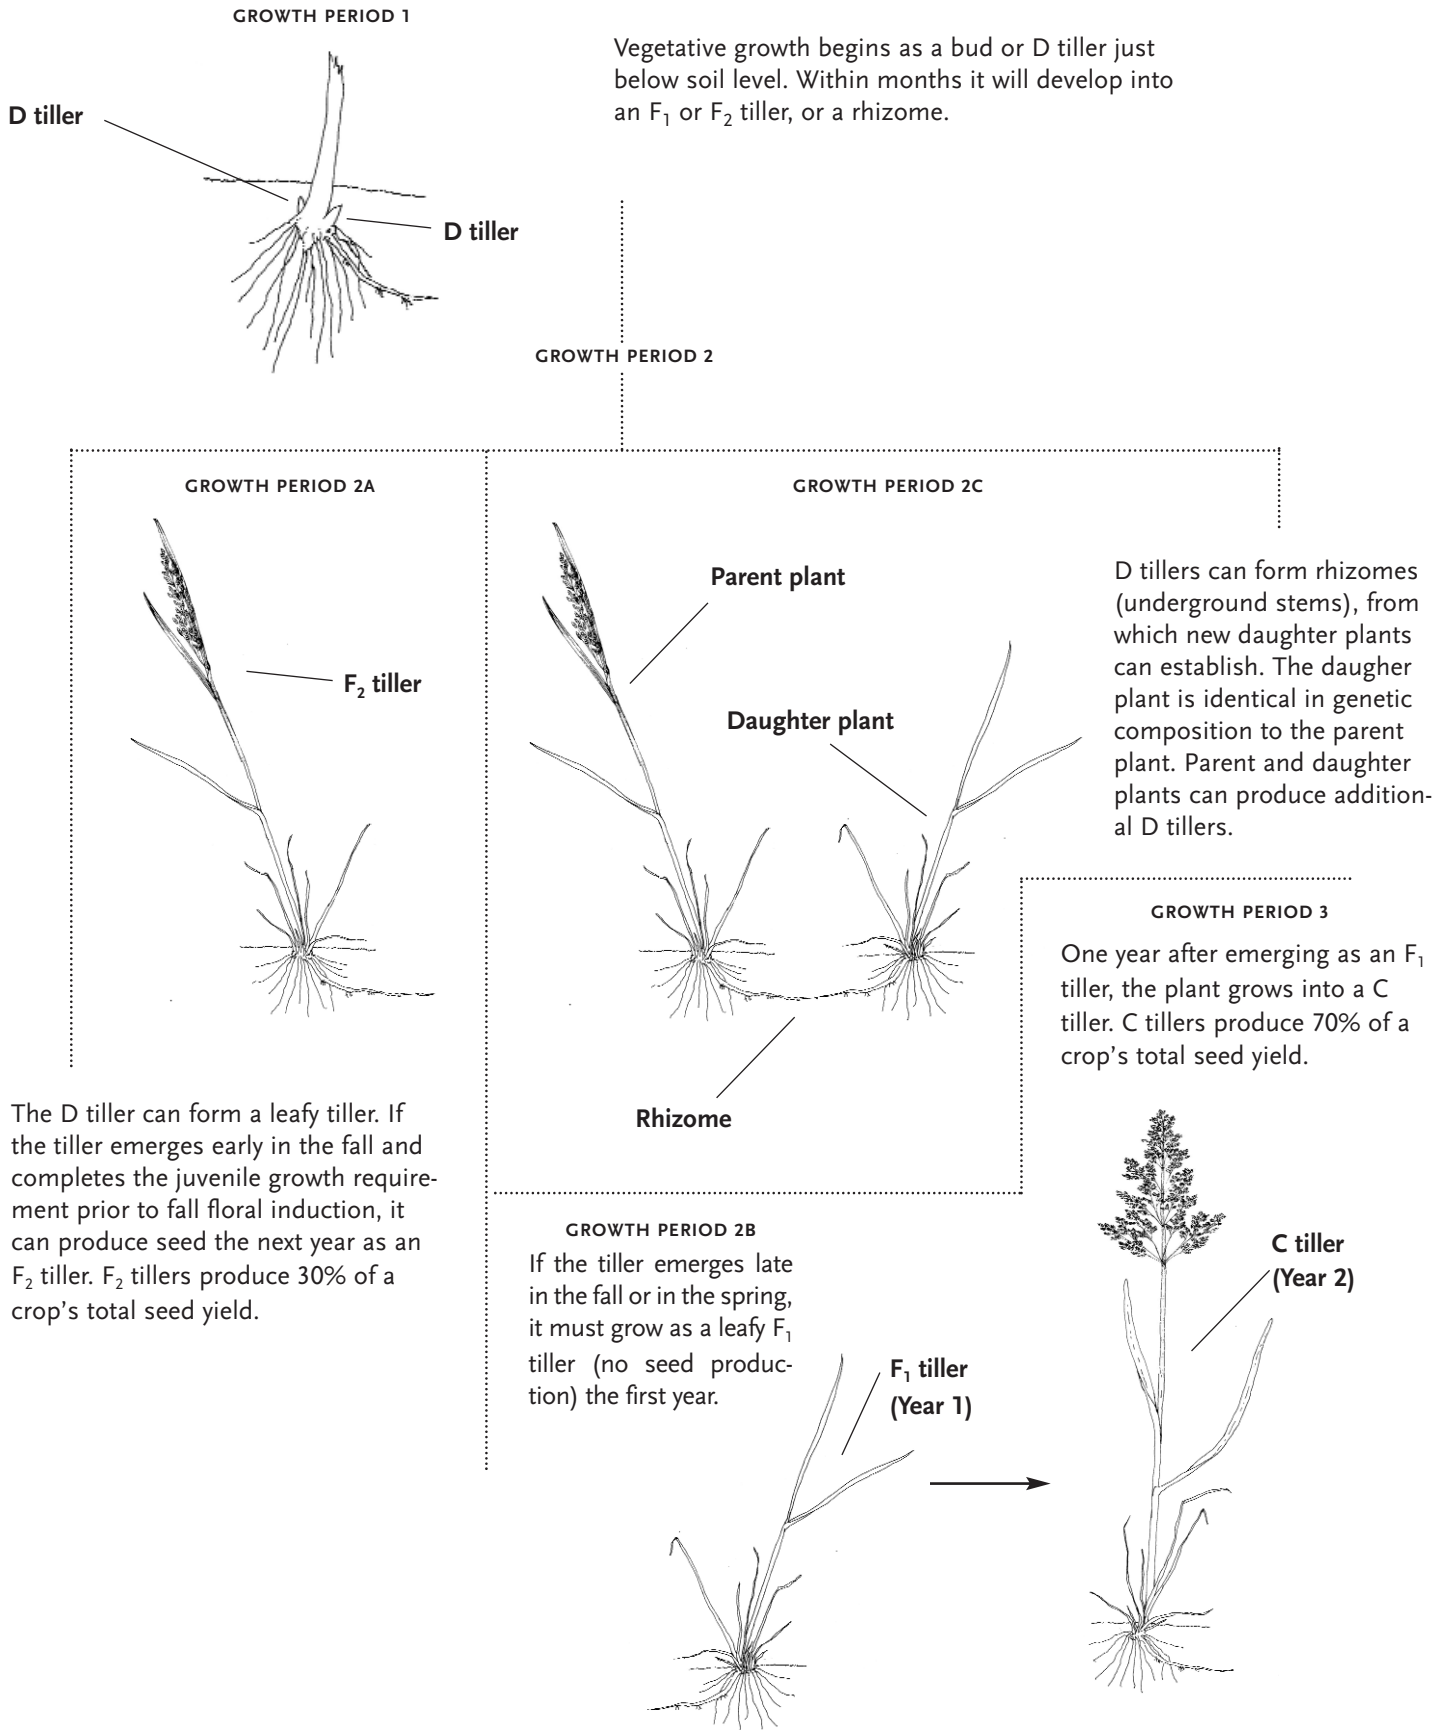 GROWTH PERIOD 1
Vegetative growth begins as a bud or D tiller just
below soil level. Within months it will develop into
an F₁ or F₂ tiller, or a rhizome.
D tiller
D tiller
GROWTH PERIOD 2
GROWTH PERIOD 2A
F₂ tiller
The D tiller can form a leafy tiller. If
the tiller emerges early in the fall and
completes the juvenile growth require-
ment prior to fall floral induction, it
can produce seed the next year as an
F₂ tiller. F₂ tillers produce 30% of a
crop's total seed yield.
GROWTH PERIOD 2C
Parent plant
Daughter plant
Rhizome
D tillers can form rhizomes
(underground stems), from
which new daughter plants
can establish. The daugher
plant is identical in genetic
composition to the parent
plant. Parent and daughter
plants can produce addition-
al D tillers.
GROWTH PERIOD 2B
If the tiller emerges late
in the fall or in the spring,
it must grow as a leafy F₁
tiller (no seed produc-
tion) the first year.
F₁ tiller
(Year 1)
GROWTH PERIOD 3
One year after emerging as an F₁
tiller, the plant grows into a C
tiller. C tillers produce 70% of a
crop's total seed yield.
C tiller
(Year 2)